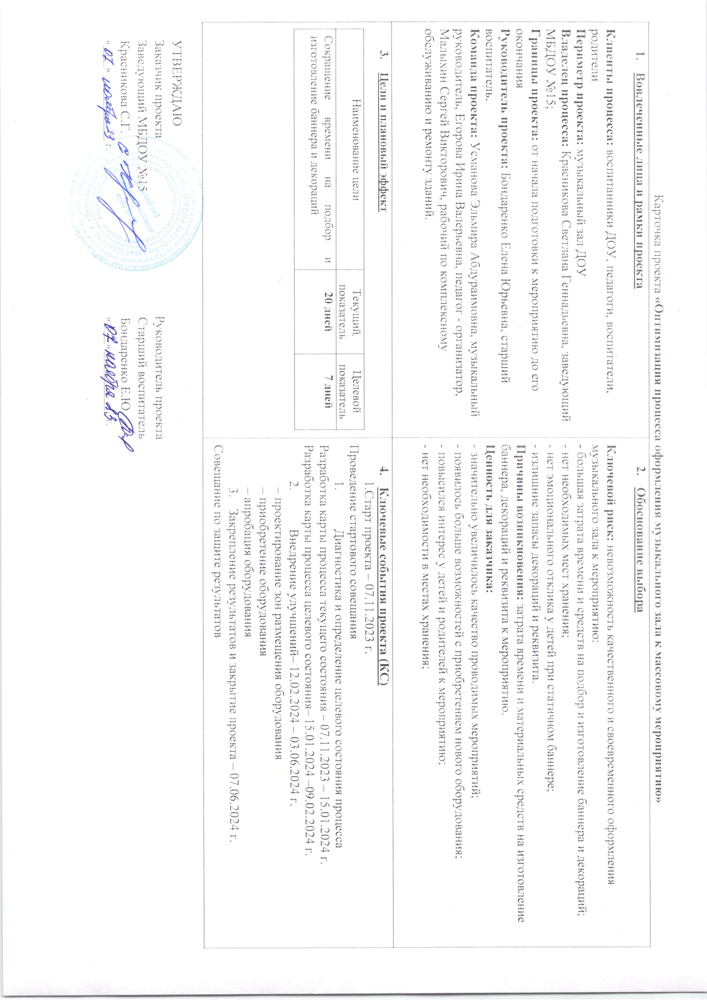 Карточка проекта «Оптимизация процесса оформления музыкального зала к массовому мероприятию»
1. Вовлеченные лица и рамки проекта
Клиенты процесса: воспитанники ДОУ, педагоги, воспитатели,
родители
Периметр проекта: музыкальный зал ДОУ
Владелец процесса: Красникова Светлана Геннадьевна, заведующий
МБДОУ №15;
Границы проекта: от начала подготовки к мероприятию до его
окончания
Руководитель проекта: Бондаренко Елена Юрьевна, старший
воспитатель.
Команда проекта: Усманова Эльмира Абдураимовна, музыкальный
руководитель, Егорова Ирина Валерьевна, педагог - организатор,
Малыхин Сергей Викторович, рабочий по комплексному
обслуживанию и ремонту зданий.
2. Обоснование выбора
Ключевой риск: невозможность качественного и своевременного оформления
музыкального зала к мероприятию:
- большая затрата времени и средств на подбор и изготовление баннера и декораций;
- нет необходимых мест хранения;
- нет эмоционального отклика у детей при статичном баннере;
- излишние запасы декораций и реквизита.
Причины возникновения: затрата времени и материальных средств на изготовление
баннера, декораций и реквизита к мероприятию.
Ценность для заказчика:
- значительно увеличилось качество проводимых мероприятий;
- появилось больше возможностей с приобретением нового оборудования;
- повысился интерес у детей и родителей к мероприятию;
- нет необходимости в местах хранения;
3. Цели и плановый эффект
Наименование цели
Текущий, показатель
Целевой показатель
Сокращение времени на подбор и
изготовление баннера и декораций
20 дней
7 дней
4. Ключевые события проекта (КС)
1.Старт проекта – 07.11.2023 г.
Проведение стартового совещания
1. Диагностика и определение целевого состояния процесса
Разработка карты процесса текущего состояния – 07.11.2023 – 15.01.2024 г.
Разработка карты процесса целевого состояния– 15.01.2024 –09.02.2024 г.
2. Внедрение улучшений– 12.02.2024 – 03.06.2024 г.
– проектирование зон размещения оборудования
– приобретение оборудования
– апробация оборудования
3. Закрепление результатов и закрытие проекта – 07.06.2024 г.
Совещание по защите результатов
УТВЕРЖДАЮ
Заказчик проекта
Заведующий МБДОУ №15
Красникова С.Г.
«07» ноября 23 г.
Руководитель проекта
Старший воспитатель
Бондаренко Е.Ю
«07» ноября 23 г.